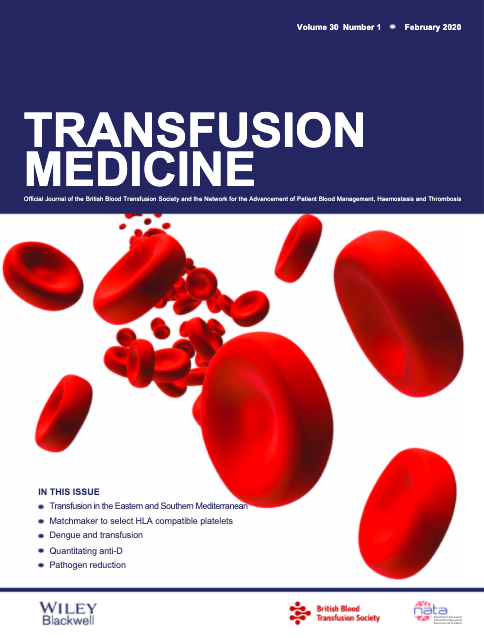 Volume 30 Number 1 • February 2020
TRANSFUSION
MEDICINE
Official Journal of the British Blood Transfusion Society and the Network for the Advancement of Patient Blood Management, Haemostasis and Thrombosis
IN THIS ISSUE
• Transfusion in the Eastern and Southern Mediterranean
• Matchmaker to select HLA compatible platelets
• Dengue and transfusion
• Quantitating anti-D
• Pathogen reduction
WILEY
Blackwell
British Blood
Transfusion Society
nata